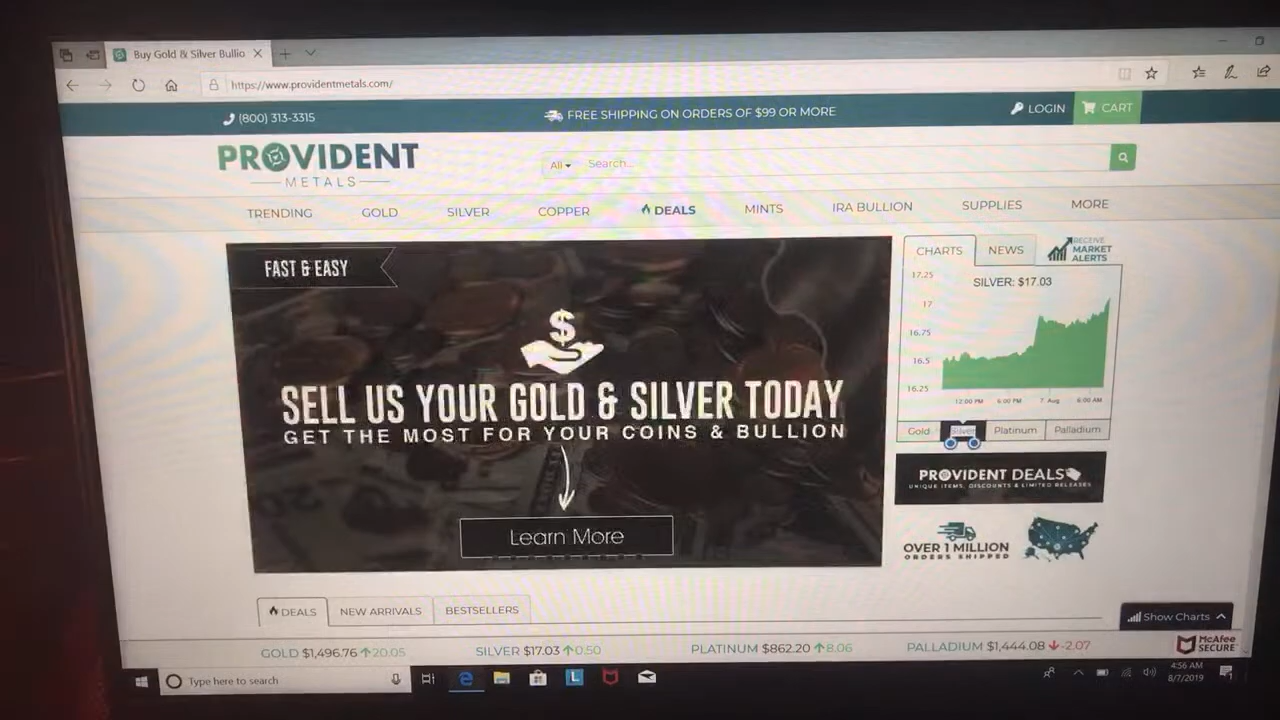 Buy Gold & Silver Bullio
https://www.providentmetals.com/
(800) 313-3315
FREE SHIPPING ON ORDERS OF $99 OR MORE
LOGIN
CART
PROVIDENT
METALS
All
Search...
TRENDING GOLD SILVER COPPER DEALS MINTS IRA BULLION SUPPLIES MORE
FAST & EASY
$
SELL US YOUR GOLD & SILVER TODAY
GET THE MOST FOR YOUR COINS & BULLION
Learn More
CHARTS NEWS
RECEIVE
MARKET
ALERTS
SILVER: $17.03
17.25
17
16.75
16.5
16.25
12:00 PM 6:00 PM 7. Aug 6:00 AM
Gold Silver Platinum Palladium
PROVIDENT DEALS
UNIQUE ITEMS, DISCOUNTS & LIMITED RELEASES
OVER 1 MILLION
ORDERS SHIPPED
DEALS NEW ARRIVALS BESTSELLERS
Show Charts
GOLD $1,496.76 20.05 SILVER $17.03 0.50 PLATINUM $862.20 8.06 PALLADIUM $1,444.08 -2.07
McAfee
SECURE
Type here to search
L
4:56 AM
8/7/2019